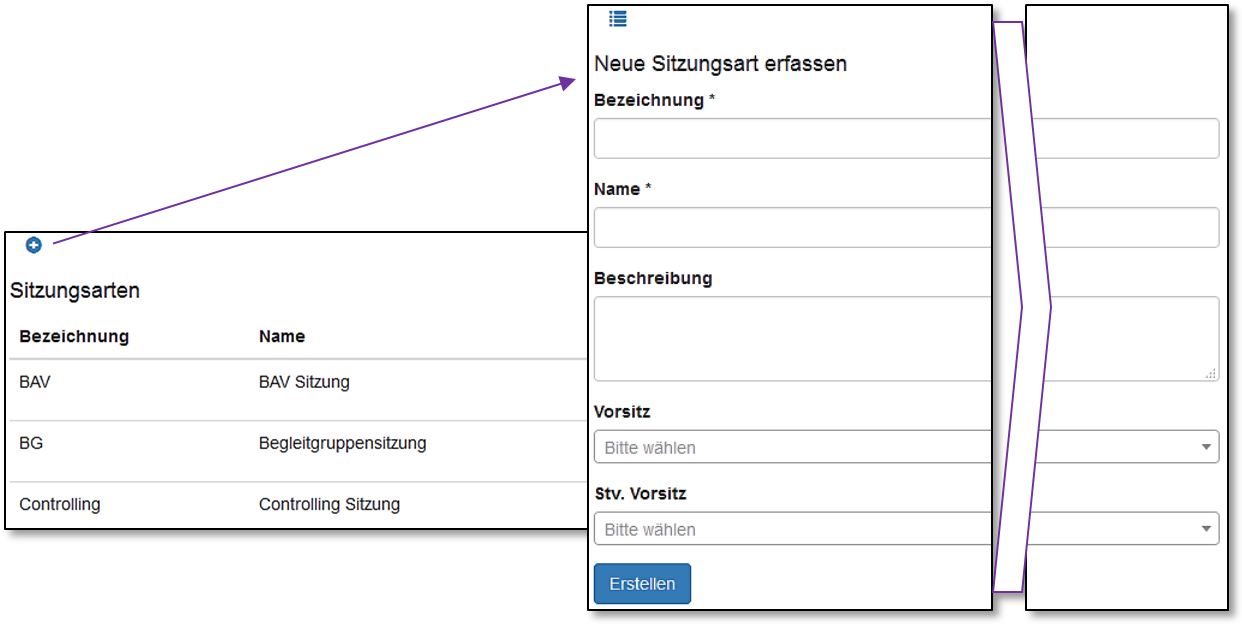 Sitzungsarten
Bezeichnung Name
BAV BAV Sitzung
BG Begleitgruppensitzung
Controlling Controlling Sitzung
Neue Sitzungsart erfassen
Bezeichnung *
Name *
Beschreibung
Vorsitz
Bitte wählen
Stv. Vorsitz
Bitte wählen
Erstellen